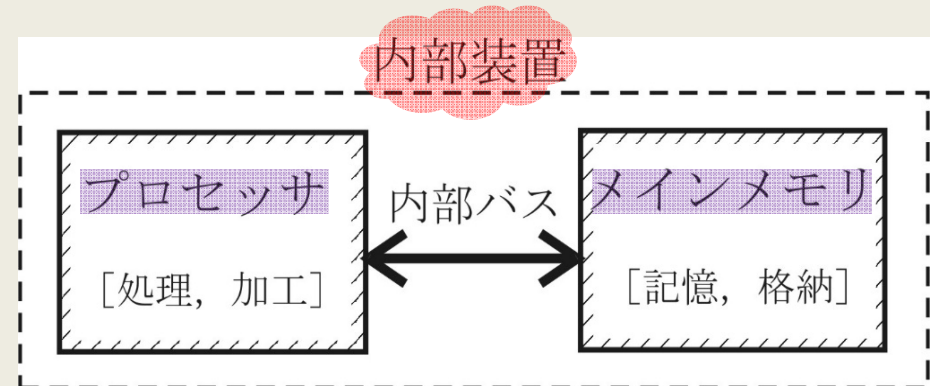 内部装置
プロセッサ
[処理，加工]
内部バス
メインメモリ
[記憶，格納]